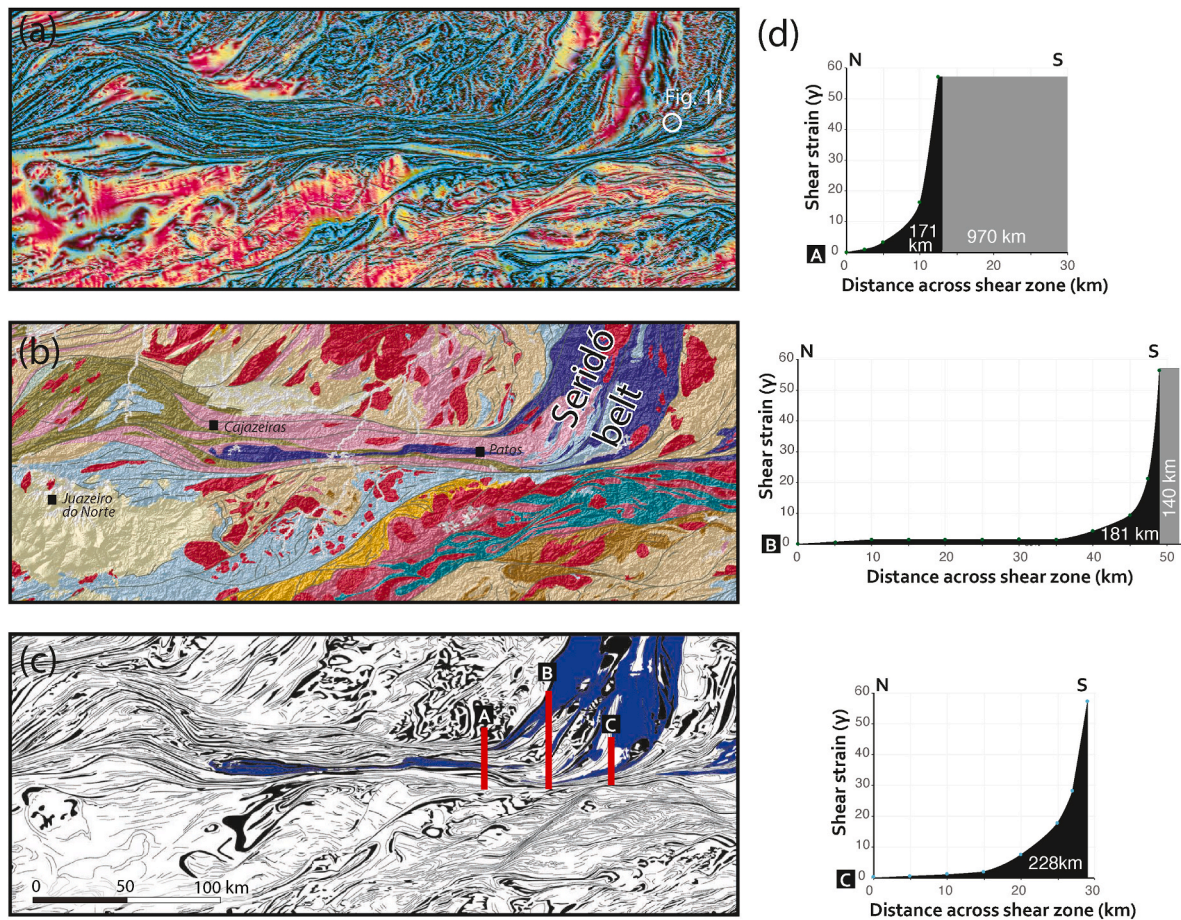 (a)
Fig. 11
(b)
Seridó
belt
Cajazeiras
Patos
Juazeiro
do Norte
(c)
A
B
C
0 50 100 km
(d)
N S
Shear strain (γ)
60
50
40
30
20
10
0
171
km
970 km
A
0 10 20 30
Distance across shear zone (km)
N S
Shear strain (γ)
60
50
40
30
20
10
0
181 km
140 km
B
0 10 20 30 40 50
Distance across shear zone (km)
N S
Shear strain (γ)
60
50
40
30
20
10
0
228km
C
0 10 20 30
Distance across shear zone (km)